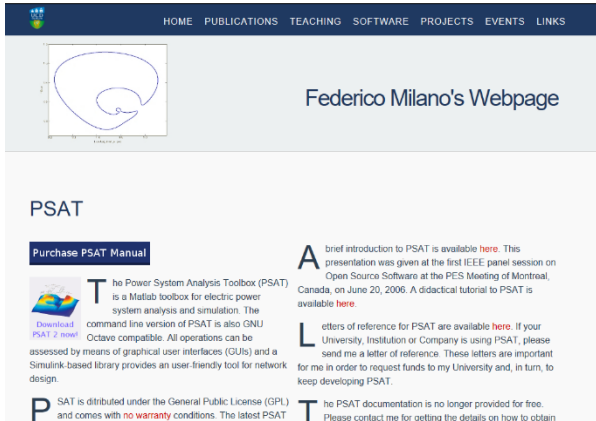 UCD
HOME PUBLICATIONS TEACHING SOFTWARE PROJECTS EVENTS LINKS
Federico Milano's Webpage
PSAT
Purchase PSAT Manual
Download
PSAT 2 now!
The Power System Analysis Toolbox (PSAT)
is a Matlab toolbox for electric power
system analysis and simulation. The
command line version of PSAT is also GNU
Octave compatible. All operations can be
assessed by means of graphical user interfaces (GUIs) and a
Simulink-based library provides an user-friendly tool for network
design.
PSAT is ditributed under the General Public License (GPL)
and comes with no warranty conditions. The latest PSAT
A brief introduction to PSAT is available here. This
presentation was given at the first IEEE panel session on
Open Source Software at the PES Meeting of Montreal,
Canada, on June 20, 2006. A didactical tutorial to PSAT is
available here.
Letters of reference for PSAT are available here. If your
University, Institution or Company is using PSAT, please
send me a letter of reference. These letters are important
for me in order to request funds to my University and, in turn, to
keep developing PSAT.
The PSAT documentation is no longer provided for free.
Please contact me for getting the details on how to obtain